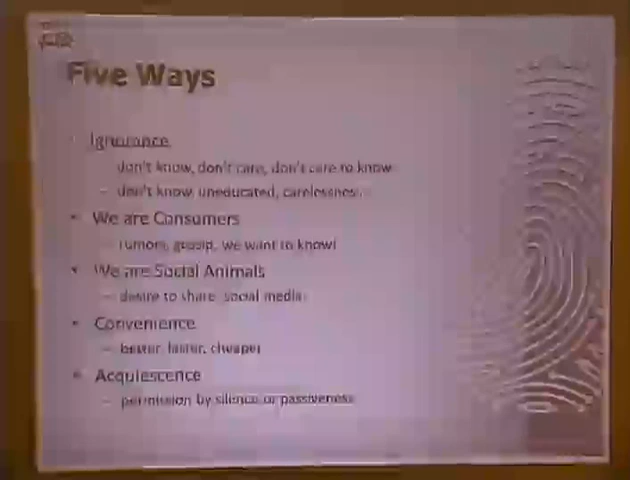 Five Ways
• Ignorance
– don't know, don't care, don't care to know
– don't know, uneducated, carelessness...
• We are Consumers
– rumors, gossip, we want to know!
• We are Social Animals
– desire to share, social media
• Convenience
– better, faster, cheaper
• Acquiescence
– permission by silence or passiveness